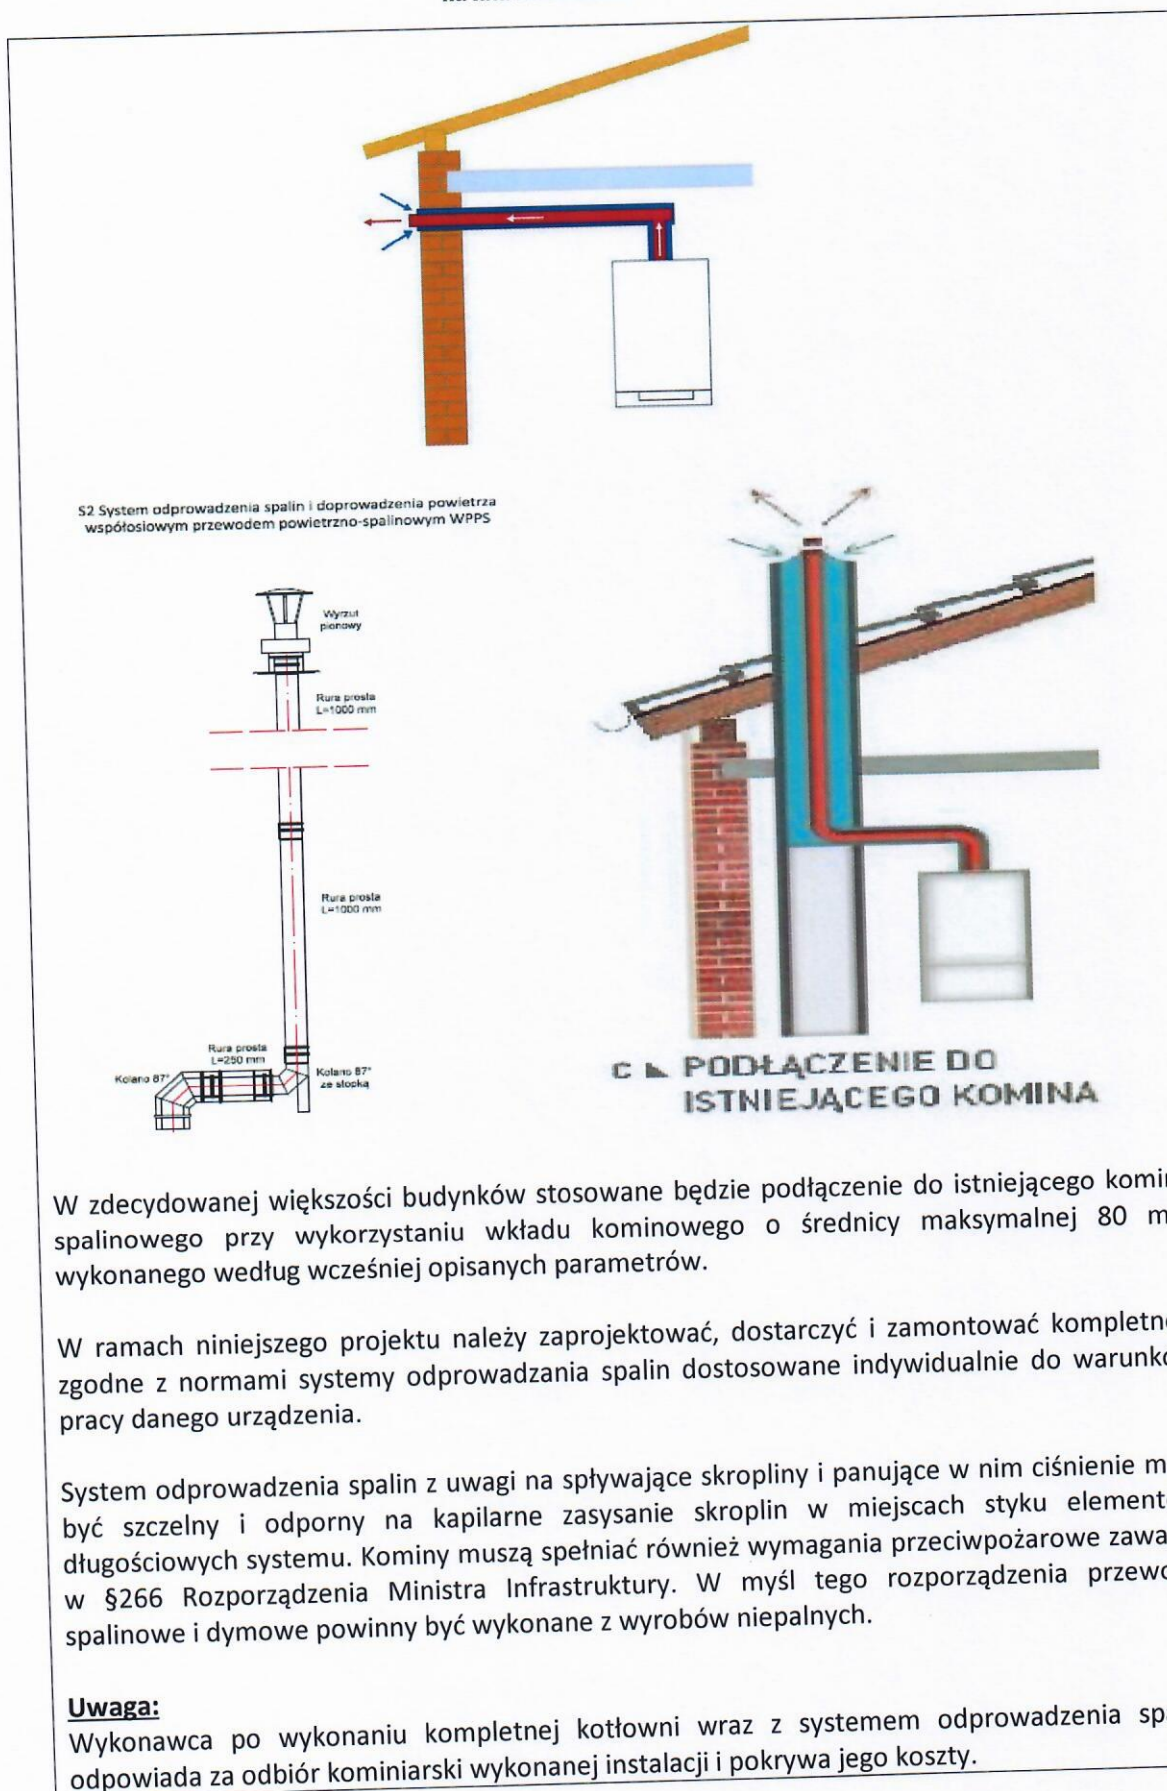 S2 System odprowadzenia spalin i doprowadzenia powietrza
współosiowym przewodem powietrzno-spalinowym WPPS
Wyrzut
pionowy
Rura prosta
L=1000 mm
Rura prosta
L=1000 mm
Rura prosta
L=250 mm
Kolano 87°
Kolano 87°
ze stopką
C PODŁĄCZENIE DO
ISTNIEJĄCEGO KOMINA
W zdecydowanej większości budynków stosowane będzie podłączenie do istniejącego komin
spalinowego przy wykorzystaniu wkładu kominowego o średnicy maksymalnej 80 m
wykonanego według wcześniej opisanych parametrów.
W ramach niniejszego projektu należy zaprojektować, dostarczyć i zamontować kompletn
zgodne z normami systemy odprowadzania spalin dostosowane indywidualnie do warunk
pracy danego urządzenia.
System odprowadzenia spalin z uwagi na spływające skropliny i panujące w nim ciśnienie m
być szczelny i odporny na kapilarne zasysanie skroplin w miejscach styku element
długościowych systemu. Kominy muszą spełniać również wymagania przeciwpożarowe zawa
w §266 Rozporządzenia Ministra Infrastruktury. W myśl tego rozporządzenia przewo
spalinowe i dymowe powinny być wykonane z wyrobów niepalnych.
Uwaga:
Wykonawca po wykonaniu kompletnej kotłowni wraz z systemem odprowadzenia spa
odpowiada za odbiór kominiarski wykonanej instalacji i pokrywa jego koszty.